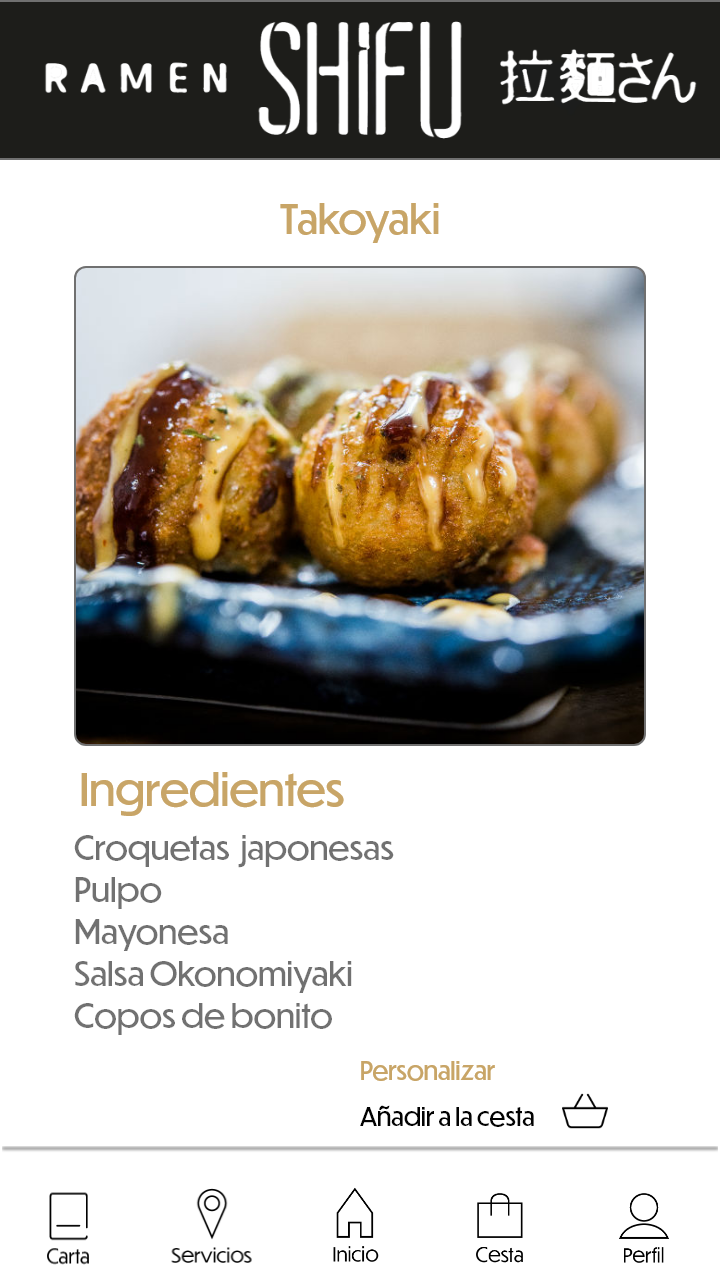 RAMEN SHiFU 拉麺さん
Takoyaki
Ingredientes
Croquetas japonesas
Pulpo
Mayonesa
Salsa Okonomiyaki
Copos de bonito
Personalizar
Añadir a la cesta
Carta Servicios Inicio Cesta Perfil